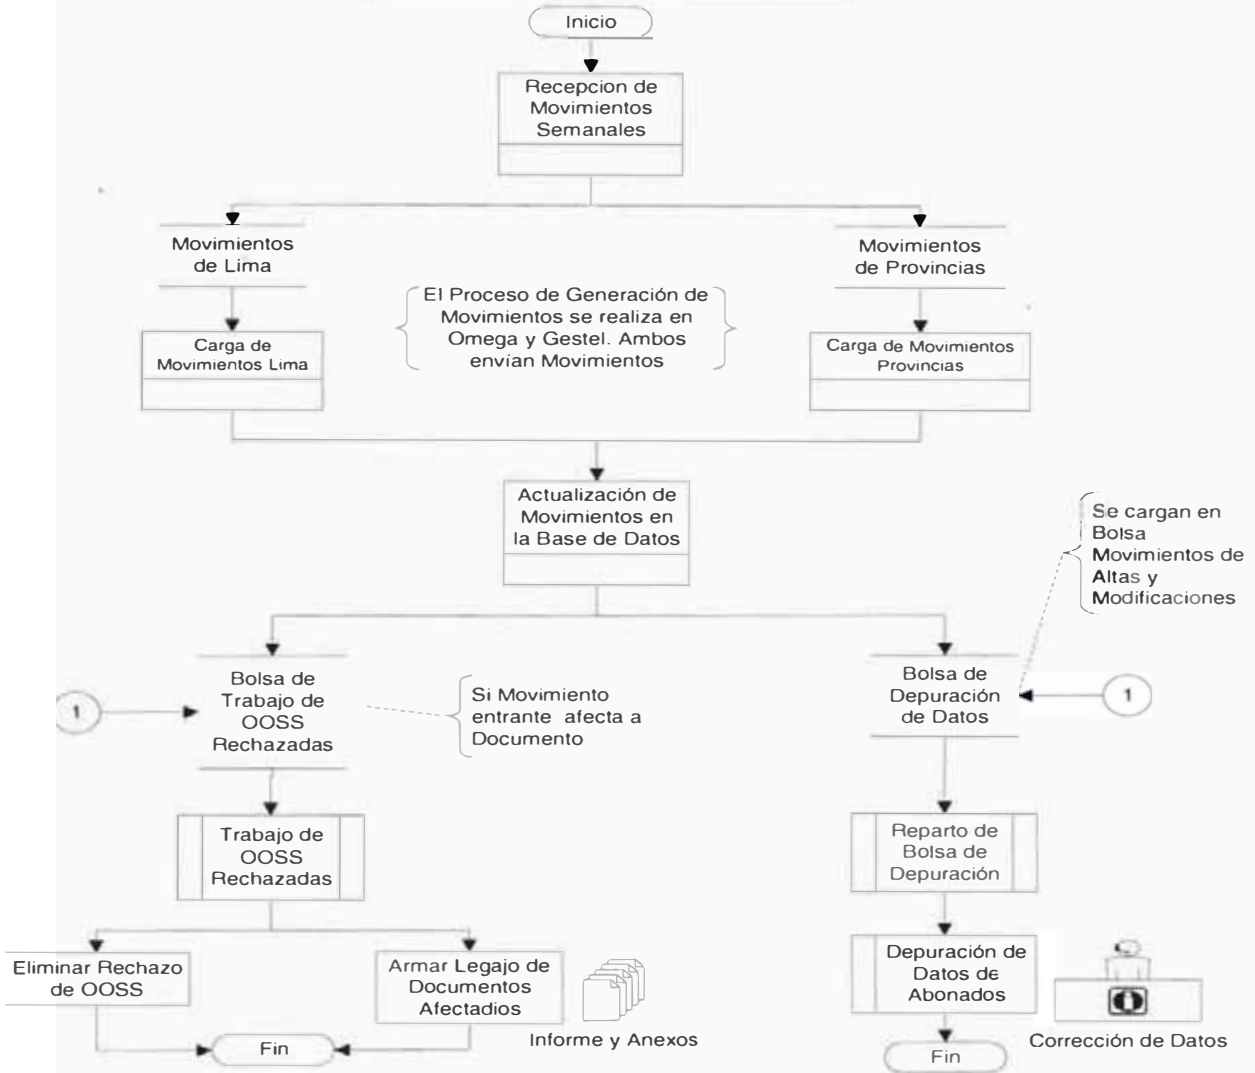 Inicio
Recepcion de
Movimientos
Semanales
Movimientos
de Lima
Movimientos
de Provincias
El Proceso de Generación de
Movimientos se realiza en
Omega y Gestel. Ambos
envían Movimientos
Carga de
Movimientos Lima
Carga de Movimientos
Provincias
Actualización de
Movimientos en
la Base de Datos
Se cargan en
Bolsa
Movimientos de
Altas y
Modificaciones
1
Bolsa de
Trabajo de
OOSS
Rechazadas
Si Movimiento
entrante afecta a
Documento
Bolsa de
Depuración
de Datos
1
Trabajo de
OOSS
Rechazadas
Reparto de
Bolsa de
Depuración
Eliminar Rechazo
de OOSS
Armar Legajo de
Documentos
Afectadios
Informe y Anexos
Depuración de
Datos de
Abonados
Corrección de Datos
Fin
Fin